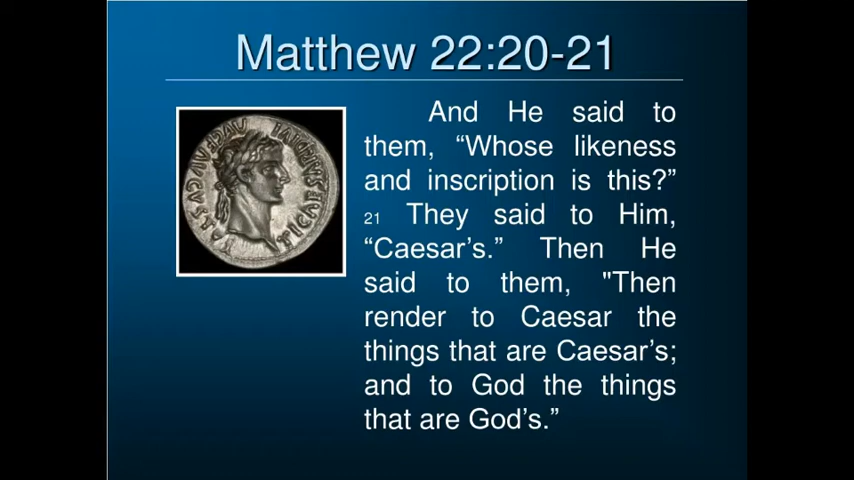 Matthew 22:20-21
And He said to
them, “Whose likeness
and inscription is this?”
21 They said to Him,
“Caesar’s.” Then He
said to them, "Then
render to Caesar the
things that are Caesar’s;
and to God the things
that are God’s.”